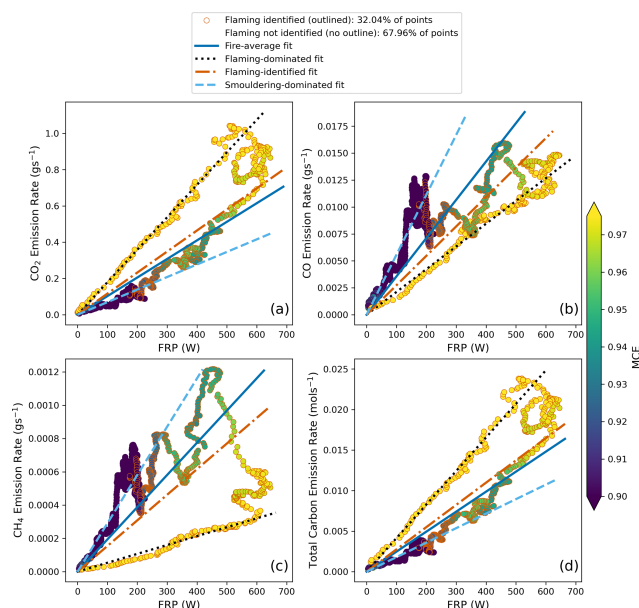 Flaming identified (outlined): 32.04% of points
Flaming not identified (no outline): 67.96% of points
Fire-average fit
Flaming-dominated fit
Flaming-identified fit
Smouldering-dominated fit
CO₂ Emission Rate (gs⁻¹)
1.0
0.8
0.6
0.4
0.2
0.0
0 100 200 300 400 500 600 700
FRP (W)
(a)
CO Emission Rate (gs⁻¹)
0.0175
0.0150
0.0125
0.0100
0.0075
0.0050
0.0025
0.0000
0 100 200 300 400 500 600 700
FRP (W)
(b)
CH₄ Emission Rate (gs⁻¹)
0.0012
0.0010
0.0008
0.0006
0.0004
0.0002
0.0000
0 100 200 300 400 500 600 700
FRP (W)
(c)
Total Carbon Emission Rate (mols⁻¹)
0.025
0.020
0.015
0.010
0.005
0.000
0 100 200 300 400 500 600 700
FRP (W)
(d)
0.97
0.96
0.95
0.94
0.93
0.92
0.91
0.90
MCE